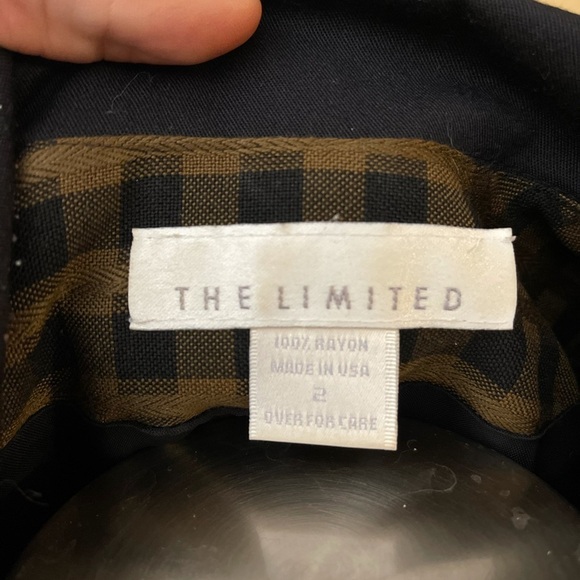 THE LIMITED
100% RAYON
MADE IN USA
2
OVER FOR CARE